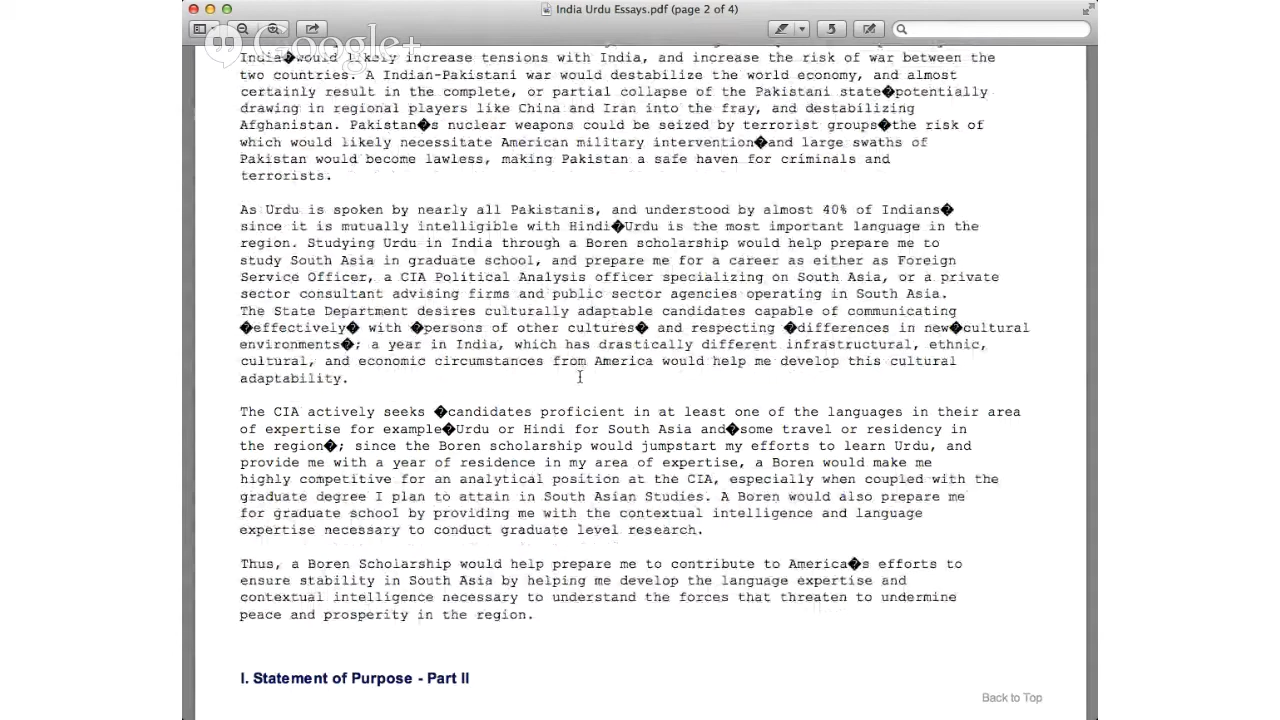 India Urdu Essays.pdf (page 2 of 4)
Google+
India�would likely increase tensions with India, and increase the risk of war between the
two countries. A Indian-Pakistani war would destabilize the world economy, and almost
certainly result in the complete, or partial collapse of the Pakistani state�potentially
drawing in regional players like China and Iran into the fray, and destabilizing
Afghanistan. Pakistan�s nuclear weapons could be seized by terrorist groups�the risk of
which would likely necessitate American military intervention�and large swaths of
Pakistan would become lawless, making Pakistan a safe haven for criminals and
terrorists.
As Urdu is spoken by nearly all Pakistanis, and understood by almost 40% of Indians�
since it is mutually intelligible with Hindi�Urdu is the most important language in the
region. Studying Urdu in India through a Boren scholarship would help prepare me to
study South Asia in graduate school, and prepare me for a career as either as Foreign
Service Officer, a CIA Political Analysis officer specializing on South Asia, or a private
sector consultant advising firms and public sector agencies operating in South Asia.
The State Department desires culturally adaptable candidates capable of communicating
�effectively� with �persons of other cultures� and respecting �differences in new�cultural
environments�; a year in India, which has drastically different infrastructural, ethnic,
cultural, and economic circumstances from America would help me develop this cultural
adaptability.
The CIA actively seeks �candidates proficient in at least one of the languages in their area
of expertise for example�Urdu or Hindi for South Asia and�some travel or residency in
the region�; since the Boren scholarship would jumpstart my efforts to learn Urdu, and
provide me with a year of residence in my area of expertise, a Boren would make me
highly competitive for an analytical position at the CIA, especially when coupled with the
graduate degree I plan to attain in South Asian Studies. A Boren would also prepare me
for graduate school by providing me with the contextual intelligence and language
expertise necessary to conduct graduate level research.
Thus, a Boren Scholarship would help prepare me to contribute to America�s efforts to
ensure stability in South Asia by helping me develop the language expertise and
contextual intelligence necessary to understand the forces that threaten to undermine
peace and prosperity in the region.
I. Statement of Purpose - Part II
Back to Top